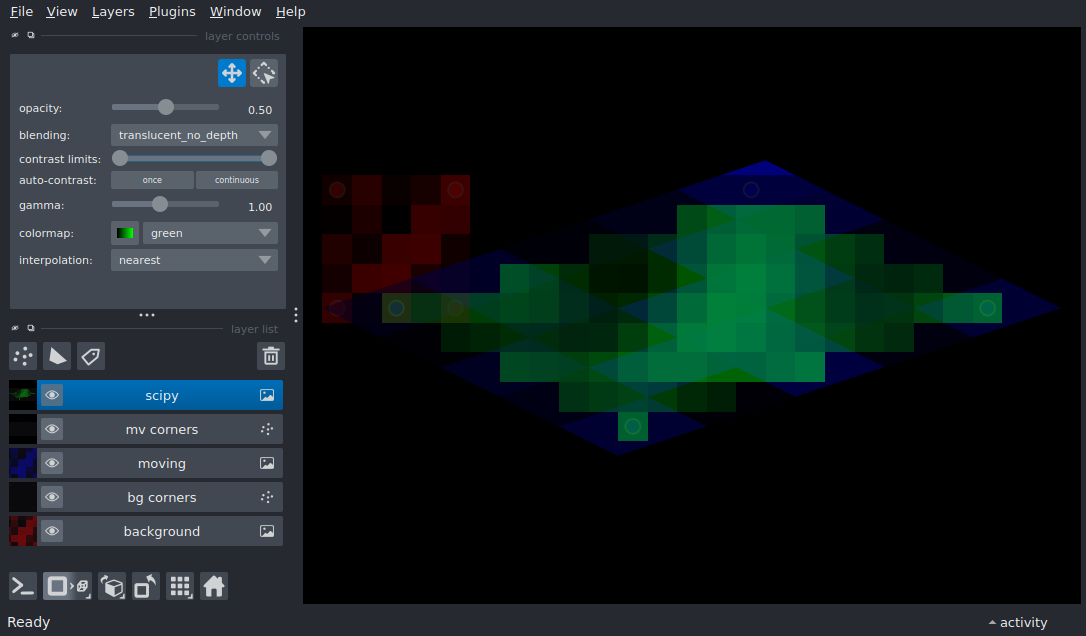 File View Layers Plugins Window Help
layer controls
opacity: 0.50
blending: translucent_no_depth
contrast limits:
auto-contrast: once continuous
gamma: 1.00
colormap: green
interpolation: nearest
layer list
scipy
mv corners
moving
bg corners
background
Ready activity